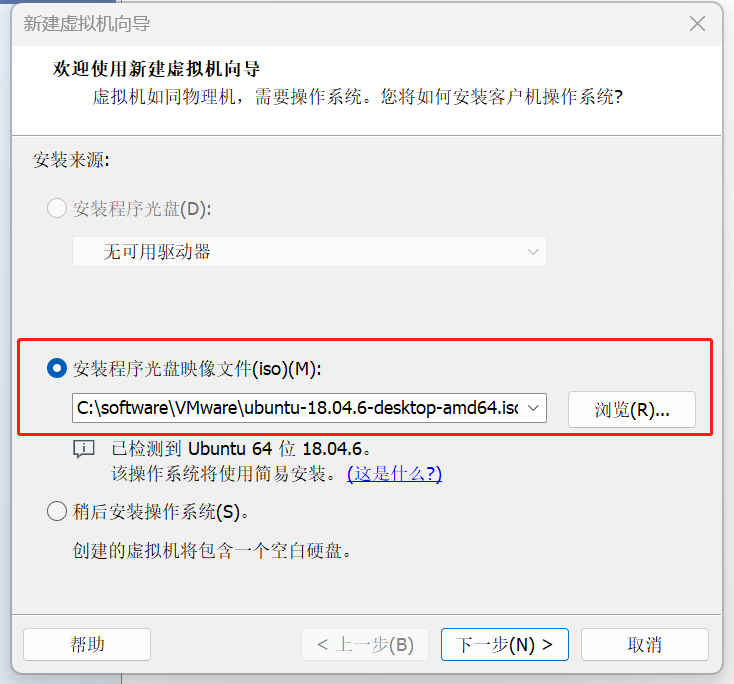 新建虚拟机向导
欢迎使用新建虚拟机向导
虚拟机如同物理机，需要操作系统。您将如何安装客户机操作系统?
安装来源:
安装程序光盘(D):
无可用驱动器
安装程序光盘映像文件(iso)(M):
C:\software\VMware\ubuntu-18.04.6-desktop-amd64.isc
浏览(R)...
已检测到 Ubuntu 64 位 18.04.6。
该操作系统将使用简易安装。(这是什么?)
稍后安装操作系统(S)。
创建的虚拟机将包含一个空白硬盘。
帮助
< 上一步(B)
下一步(N) >
取消